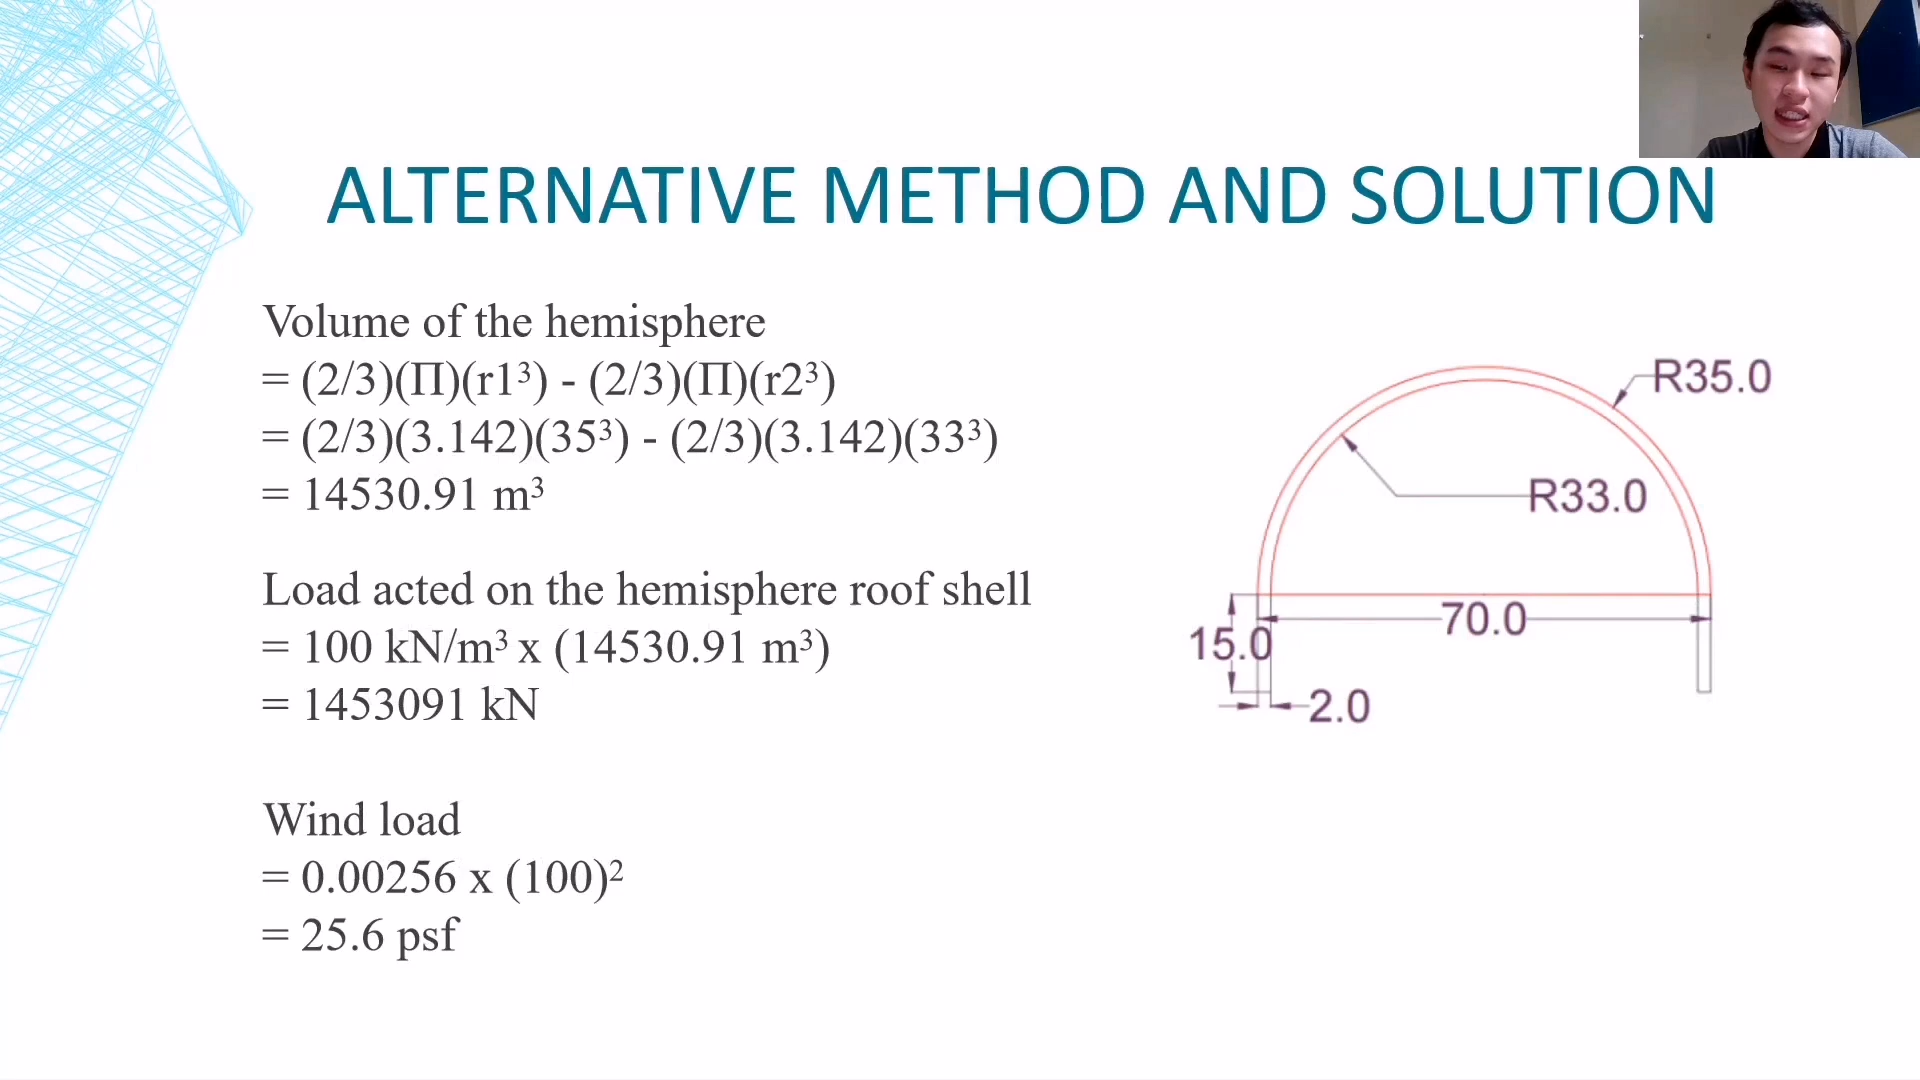 ALTERNATIVE METHOD AND SOLUTION
Volume of the hemisphere
= (2/3)(Π)(r1³) - (2/3)(Π)(r2³)
= (2/3)(3.142)(35³) - (2/3)(3.142)(33³)
= 14530.91 m³
Load acted on the hemisphere roof shell
= 100 kN/m³ x (14530.91 m³)
= 1453091 kN
Wind load
= 0.00256 x (100)²
= 25.6 psf
R35.0
R33.0
70.0
15.0
2.0